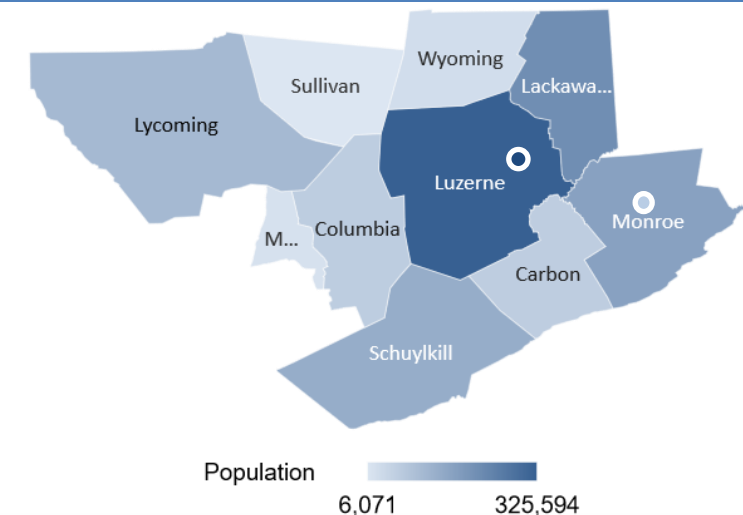 Wyoming
Sullivan
Lackawa...
Lycoming
Luzerne
Monroe
Columbia
M...
Carbon
Schuylkill
Population
6,071 325,594